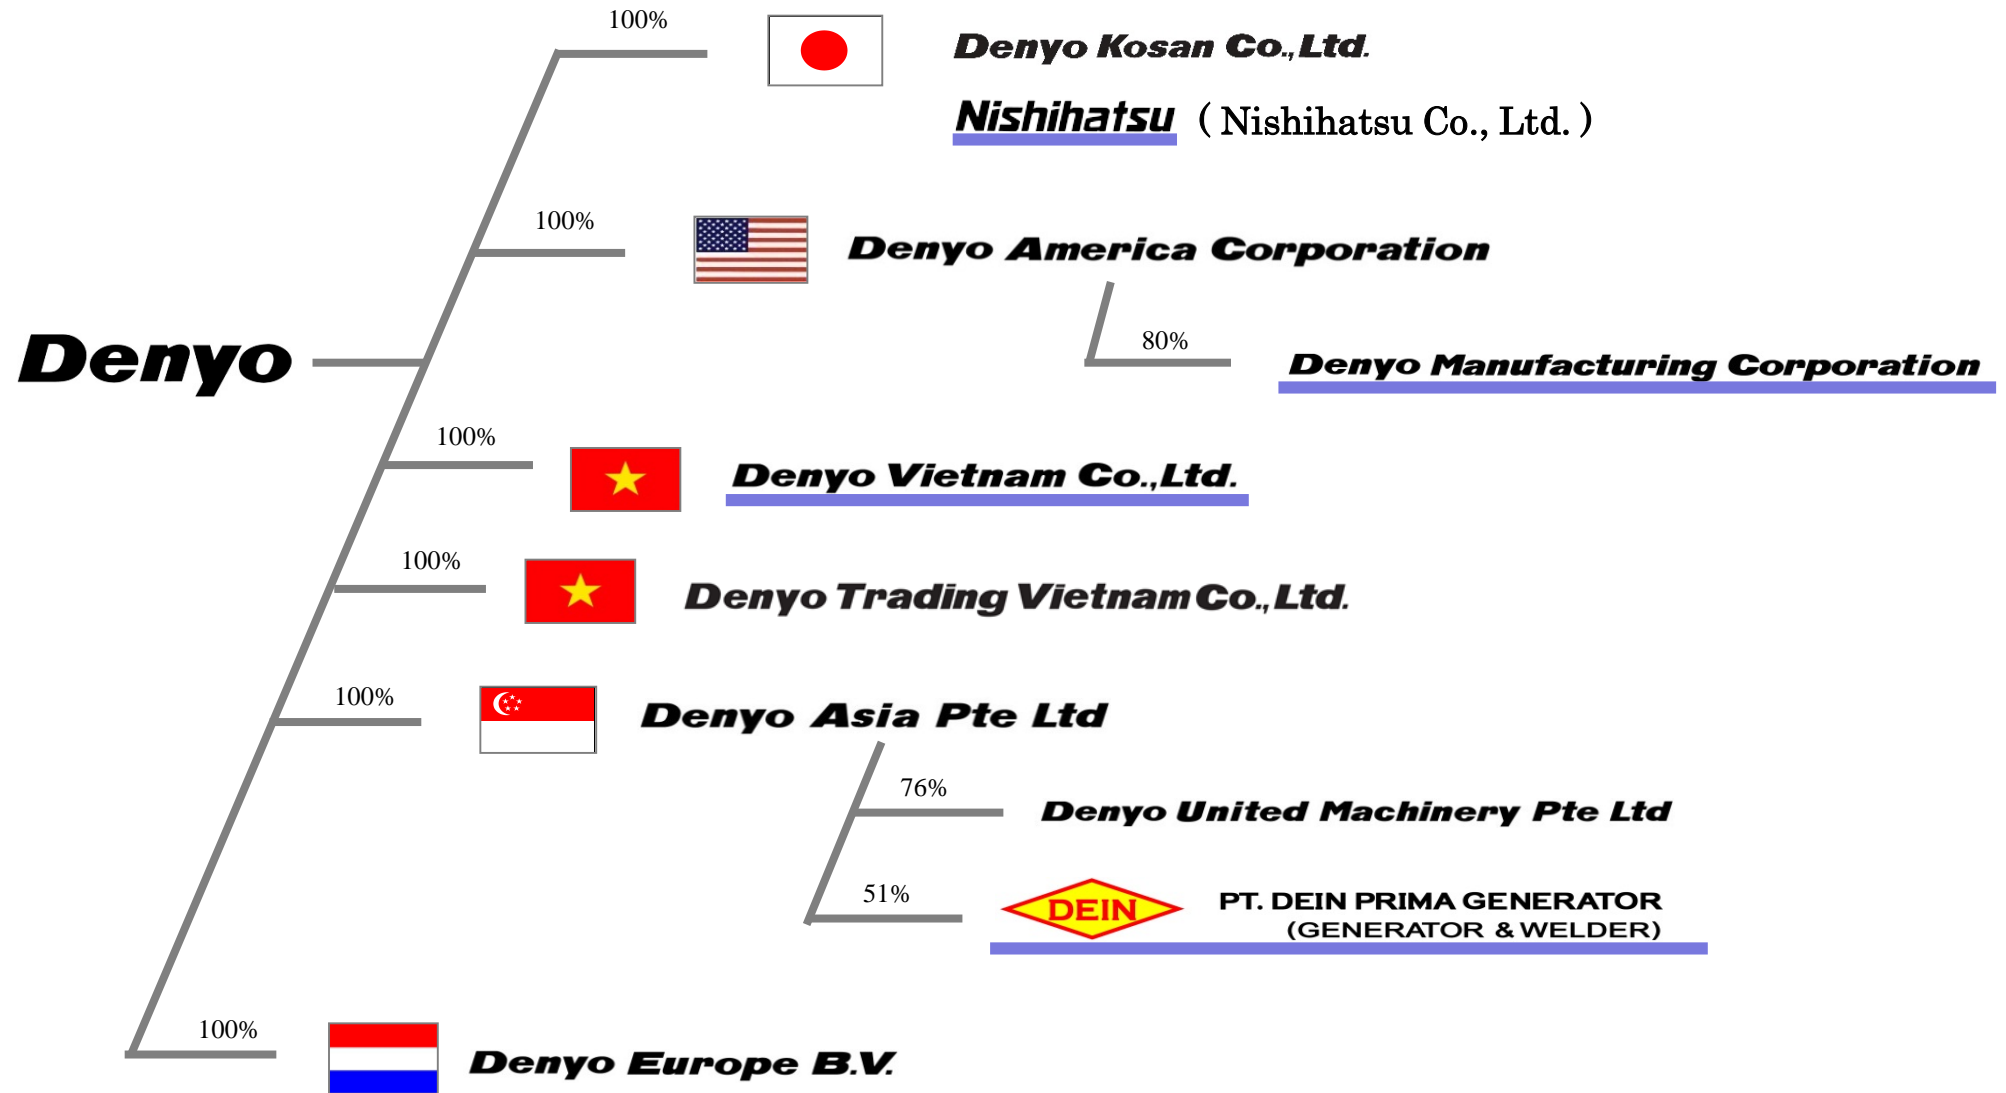 100%
Denyo Kosan Co.,Ltd.
Nishihatsu ( Nishihatsu Co., Ltd. )
100%
Denyo America Corporation
Denyo
80%
Denyo Manufacturing Corporation
100%
Denyo Vietnam Co.,Ltd.
100%
Denyo Trading Vietnam Co.,Ltd.
100%
Denyo Asia Pte Ltd
76%
Denyo United Machinery Pte Ltd
51%
DEIN PT. DEIN PRIMA GENERATOR
(GENERATOR & WELDER)
100%
Denyo Europe B.V.